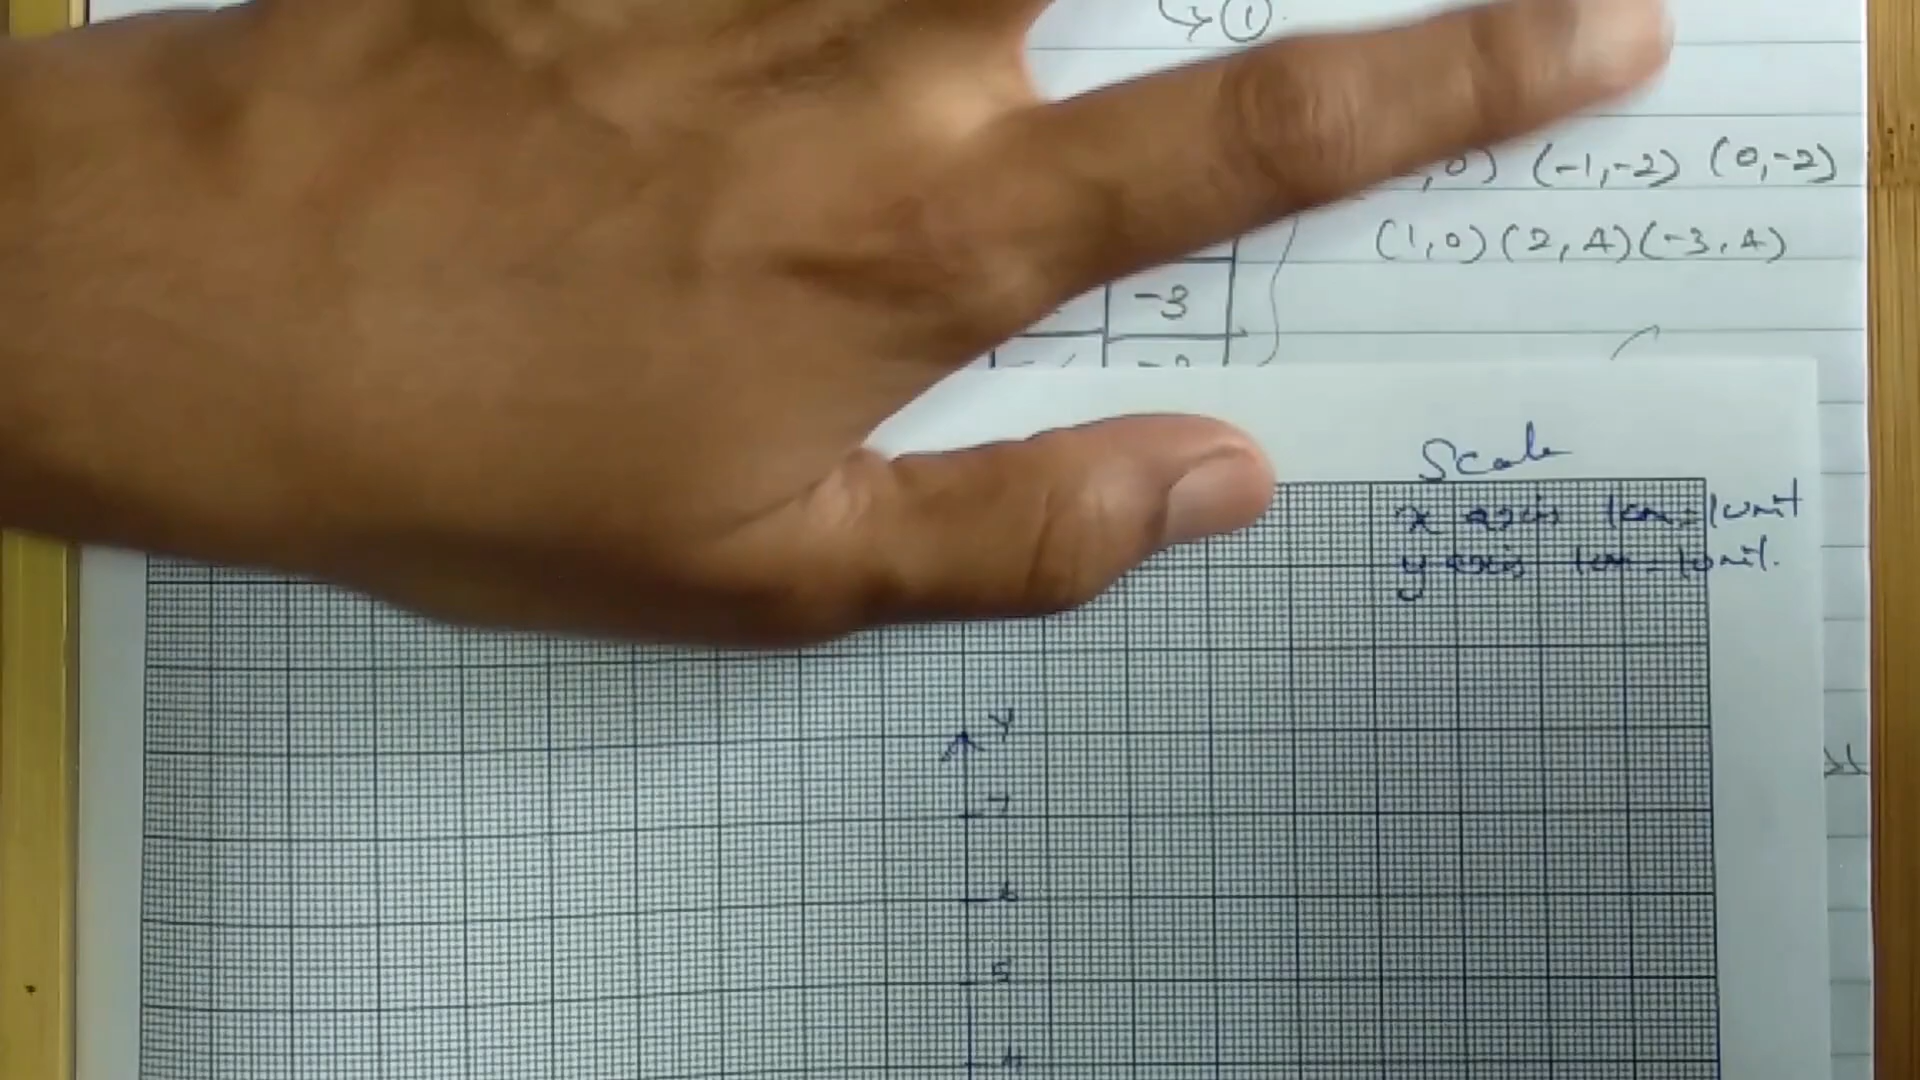 ①
,0) (-1,-2) (0,-2)
(1,0) (2,4) (-3,4)
-3
Scale
x axis 1cm=1unit
y axis 1cm=1unit.
Y
7
6
5
4